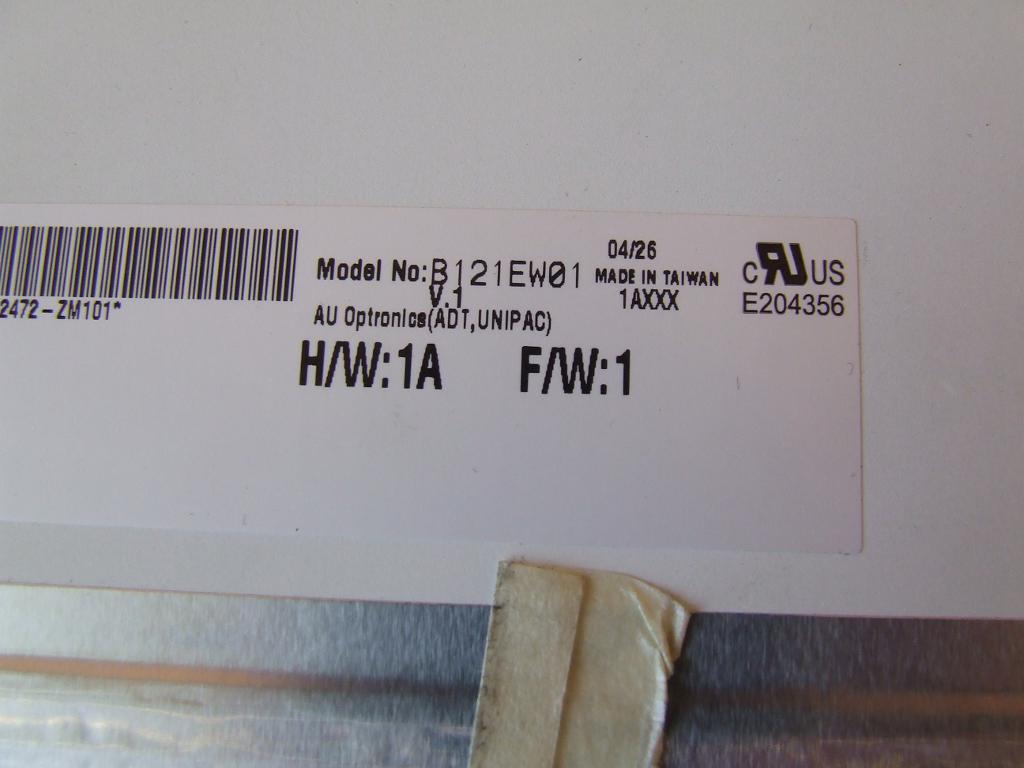 04/26
Model No:B121EW01 MADE IN TAIWAN
V.1 1AXXX
AU Optronics(ADT,UNIPAC)
c RU US
E204356
2472-ZM101*
H/W:1A F/W:1